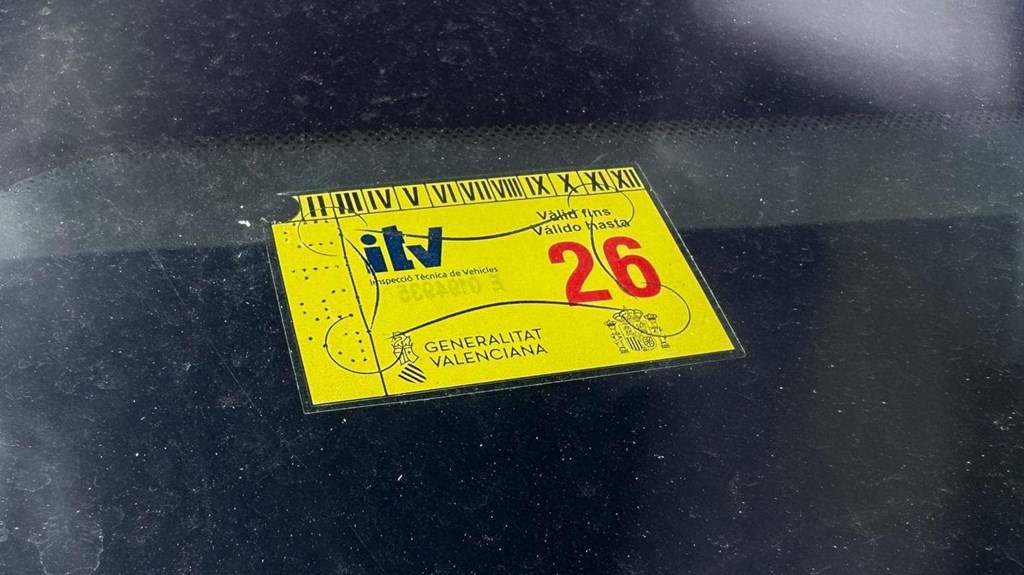 II III IV V VI VII VIII IX X XI XII
Vàlid fins
Válido hasta
itv
26
Inspecció Tècnica de Vehicles
E 0194935
GENERALITAT
VALENCIANA